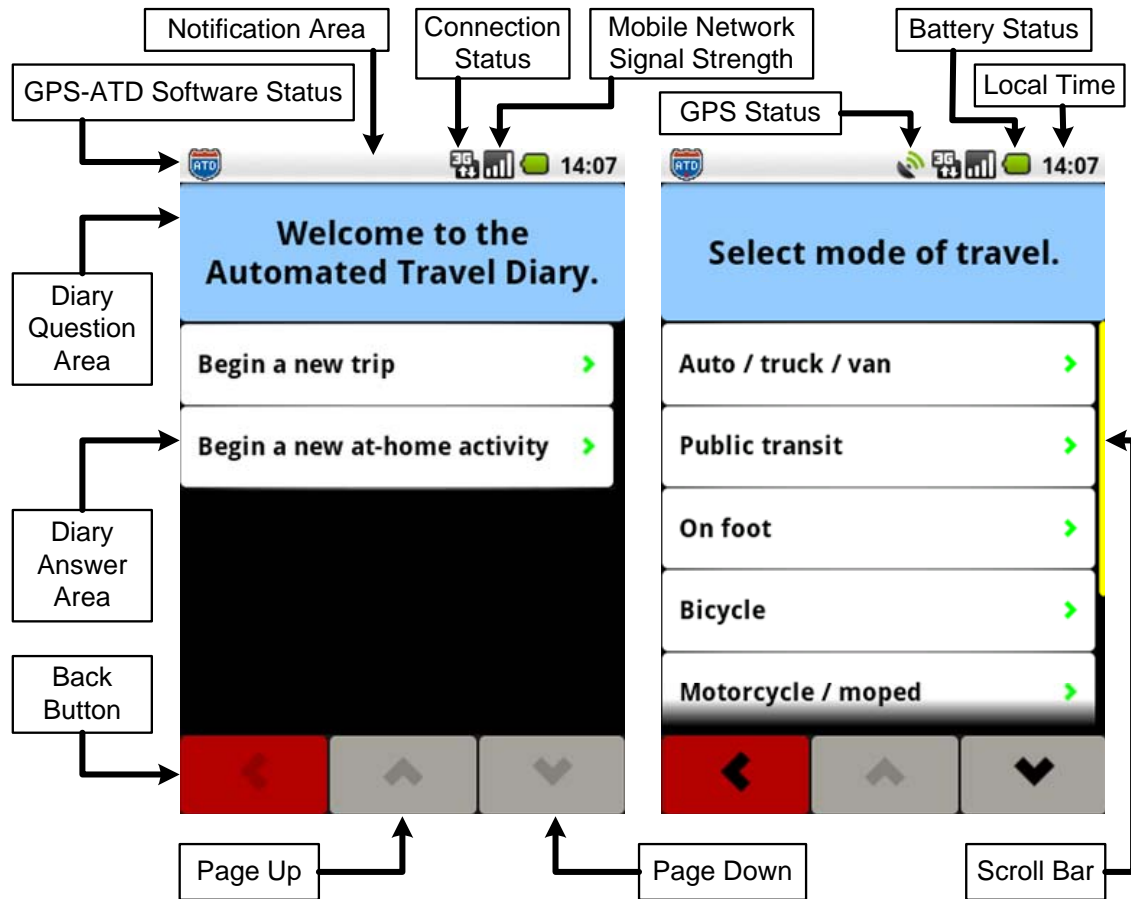 Notification Area
Connection
Status
Mobile Network
Signal Strength
Battery Status
GPS-ATD Software Status
GPS Status
Local Time
ATD
3G
14:07
ATD
3G
14:07
Welcome to the
Automated Travel Diary.
Select mode of travel.
Diary
Question
Area
Begin a new trip
Begin a new at-home activity
Auto / truck / van
Public transit
On foot
Bicycle
Motorcycle / moped
Diary
Answer
Area
Back
Button
Page Up
Page Down
Scroll Bar